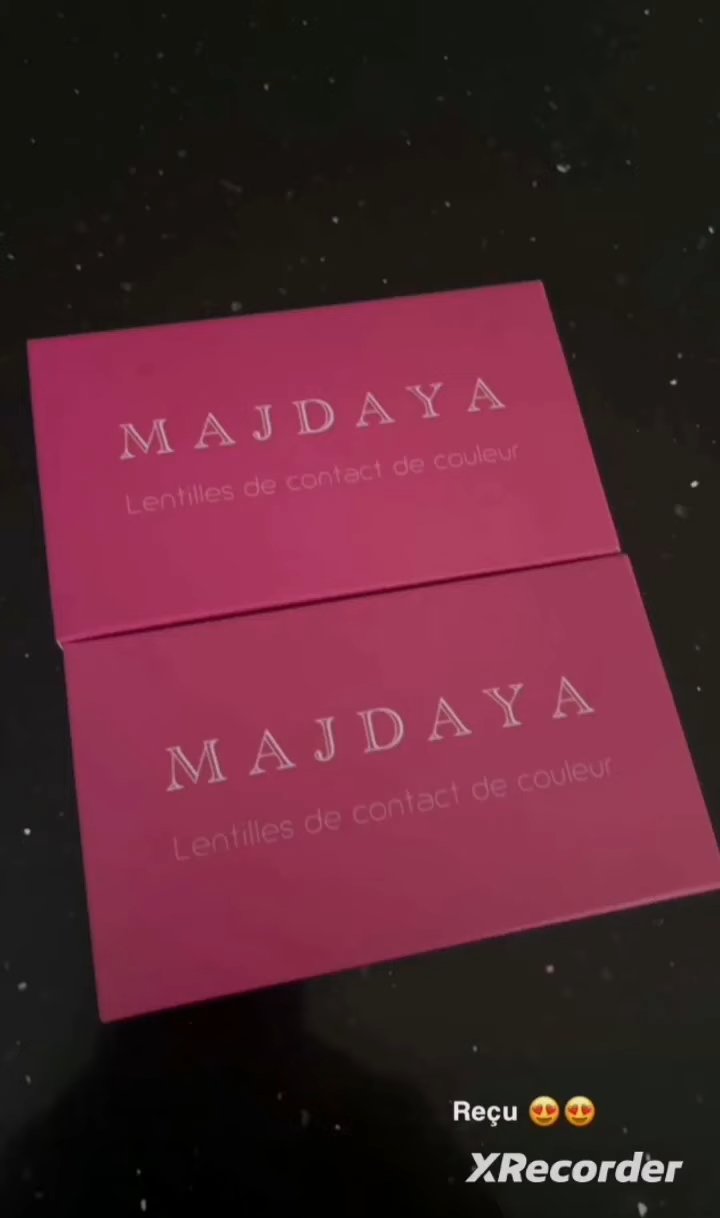 MAJDAYA
Lentilles de contact de couleur
MAJDAYA
Lentilles de contact de couleur
Reçu 😍😍
XRecorder